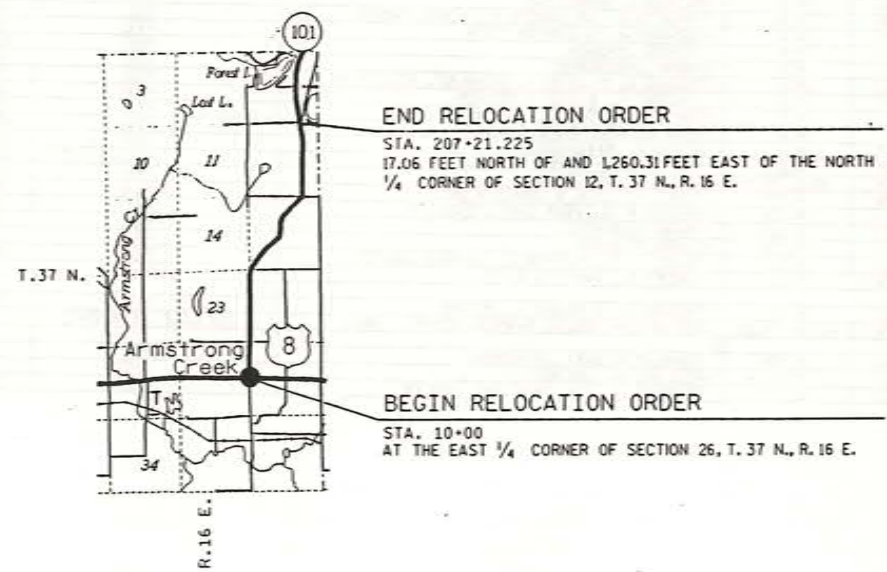 101
3
Forest L.
Lost L.
END RELOCATION ORDER
STA. 207+21.225
17.06 FEET NORTH OF AND 1,260.31 FEET EAST OF THE NORTH
1/4 CORNER OF SECTION 12, T. 37 N., R. 16 E.
10
11
Armstrong Cr.
14
T.37 N.
23
8
Armstrong
Creek
T
BEGIN RELOCATION ORDER
STA. 10+00
AT THE EAST 1/4 CORNER OF SECTION 26, T. 37 N., R. 16 E.
34
R.16 E.